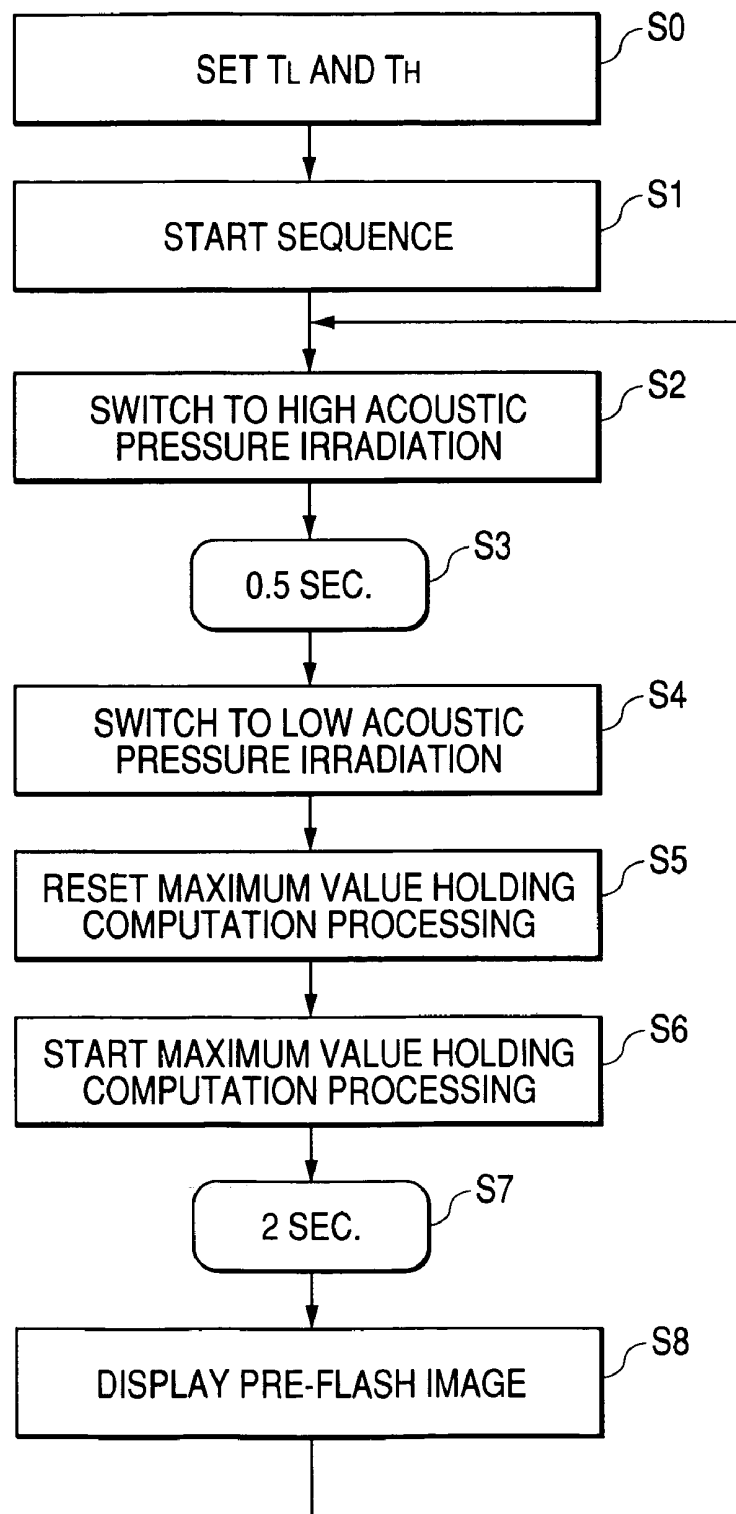 S0
SET TL AND TH
S1
START SEQUENCE
S2
SWITCH TO HIGH ACOUSTIC
PRESSURE IRRADIATION
S3
0.5 SEC.
S4
SWITCH TO LOW ACOUSTIC
PRESSURE IRRADIATION
S5
RESET MAXIMUM VALUE HOLDING
COMPUTATION PROCESSING
S6
START MAXIMUM VALUE HOLDING
COMPUTATION PROCESSING
S7
2 SEC.
S8
DISPLAY PRE-FLASH IMAGE